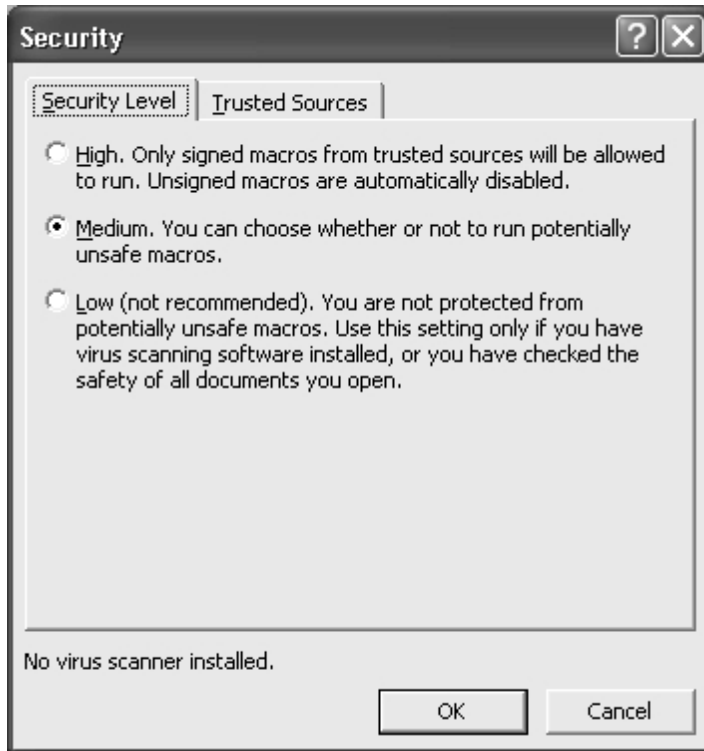 Security
Security Level
Trusted Sources
High. Only signed macros from trusted sources will be allowed
to run. Unsigned macros are automatically disabled.
Medium. You can choose whether or not to run potentially
unsafe macros.
Low (not recommended). You are not protected from
potentially unsafe macros. Use this setting only if you have
virus scanning software installed, or you have checked the
safety of all documents you open.
No virus scanner installed.
OK
Cancel